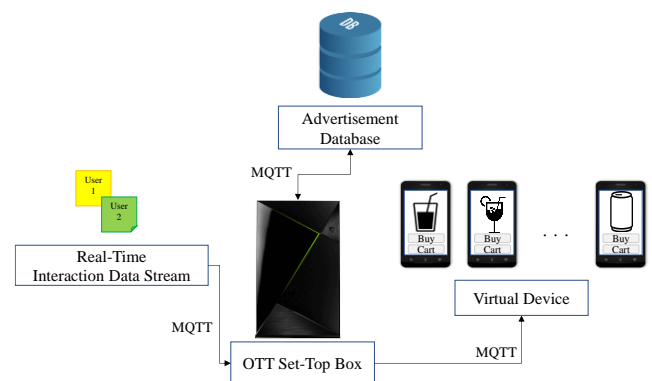 DB
Advertisement
Database
MQTT
User
1
User
2
Real-Time
Interaction Data Stream
MQTT
OTT Set-Top Box
MQTT
Buy
Cart
Buy
Cart
. . .
Buy
Cart
Virtual Device